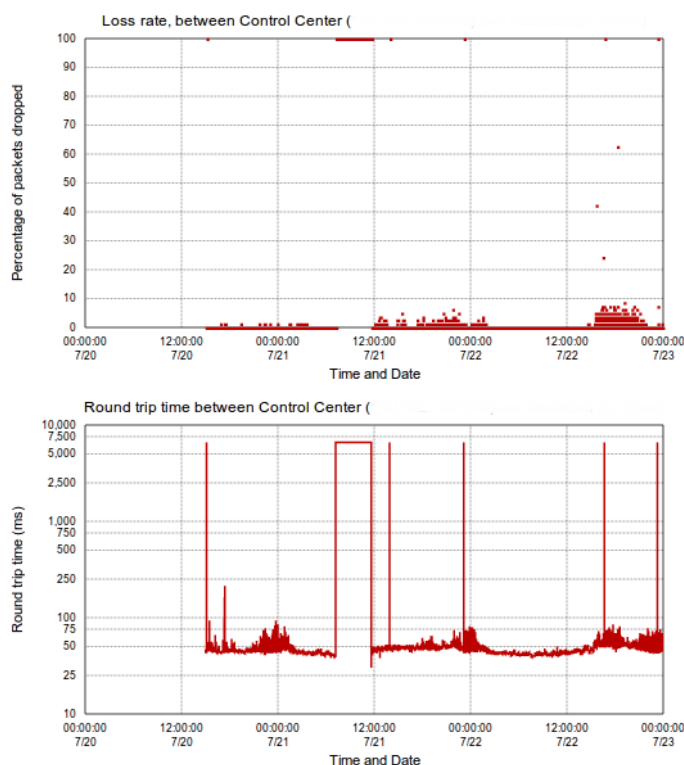 Loss rate, between Control Center (
Percentage of packets dropped
100
90
80
70
60
50
40
30
20
10
0
00:00:00 12:00:00 00:00:00 12:00:00 00:00:00 12:00:00 00:00:00
7/20 7/20 7/21 7/21 7/22 7/22 7/23
Time and Date
Round trip time between Control Center (
Round trip time (ms)
10,000
7,500
5,000
2,500
1,000
750
500
250
100
75
50
25
10
00:00:00 12:00:00 00:00:00 12:00:00 00:00:00 12:00:00 00:00:00
7/20 7/20 7/21 7/21 7/22 7/22 7/23
Time and Date